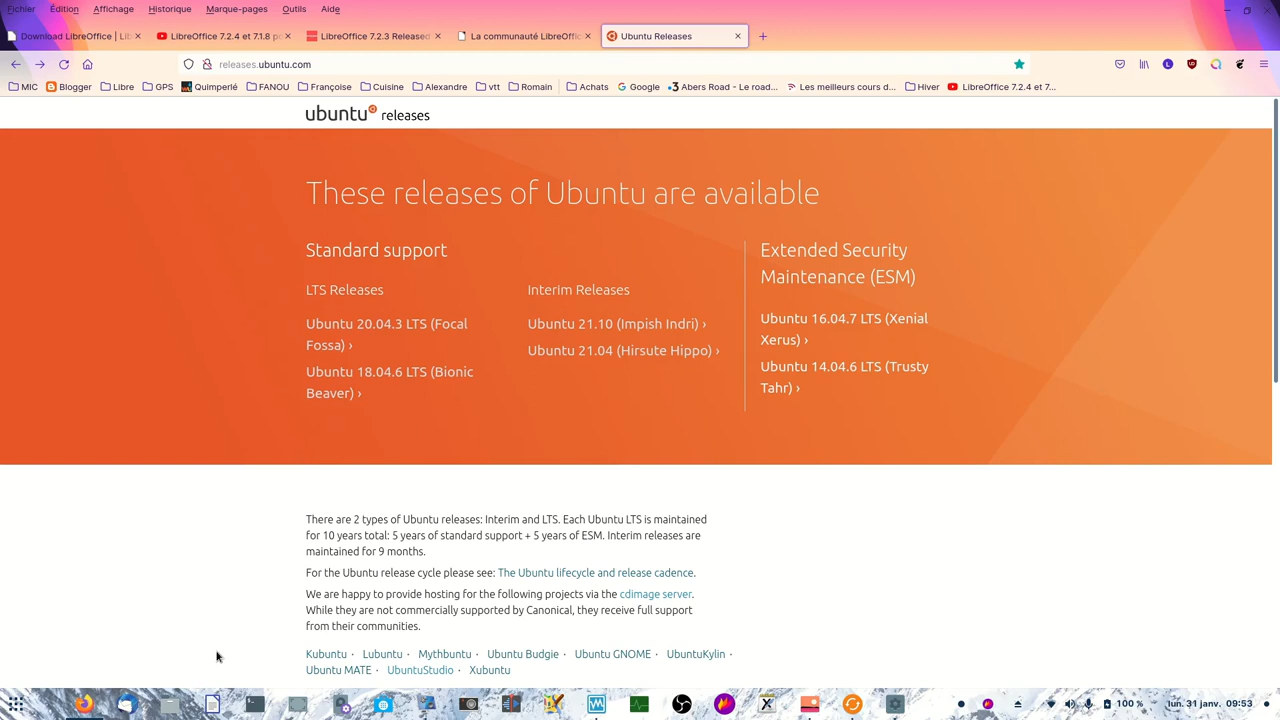 Fichier Édition Affichage Historique Marque-pages Outils Aide
Download LibreOffice | Lib
LibreOffice 7.2.4 et 7.1.8 p
LibreOffice 7.2.3 Released
La communauté LibreOffic
Ubuntu Releases
releases.ubuntu.com
MIC Blogger Libre GPS Quimperlé FANOU Françoise Cuisine Alexandre vtt Romain Achats Google Abers Road - Le road... Les meilleurs cours d... Hiver LibreOffice 7.2.4 et 7...
ubuntu releases
These releases of Ubuntu are available
Standard support
LTS Releases
Ubuntu 20.04.3 LTS (Focal
Fossa) ›
Ubuntu 18.04.6 LTS (Bionic
Beaver) ›
Interim Releases
Ubuntu 21.10 (Impish Indri) ›
Ubuntu 21.04 (Hirsute Hippo) ›
Extended Security
Maintenance (ESM)
Ubuntu 16.04.7 LTS (Xenial
Xerus) ›
Ubuntu 14.04.6 LTS (Trusty
Tahr) ›
There are 2 types of Ubuntu releases: Interim and LTS. Each Ubuntu LTS is maintained
for 10 years total: 5 years of standard support + 5 years of ESM. Interim releases are
maintained for 9 months.
For the Ubuntu release cycle please see: The Ubuntu lifecycle and release cadence.
We are happy to provide hosting for the following projects via the cdimage server.
While they are not commercially supported by Canonical, they receive full support
from their communities.
Kubuntu · Lubuntu · Mythbuntu · Ubuntu Budgie · Ubuntu GNOME · UbuntuKylin ·
Ubuntu MATE · UbuntuStudio · Xubuntu
100 % lun. 31 janv. 09:53